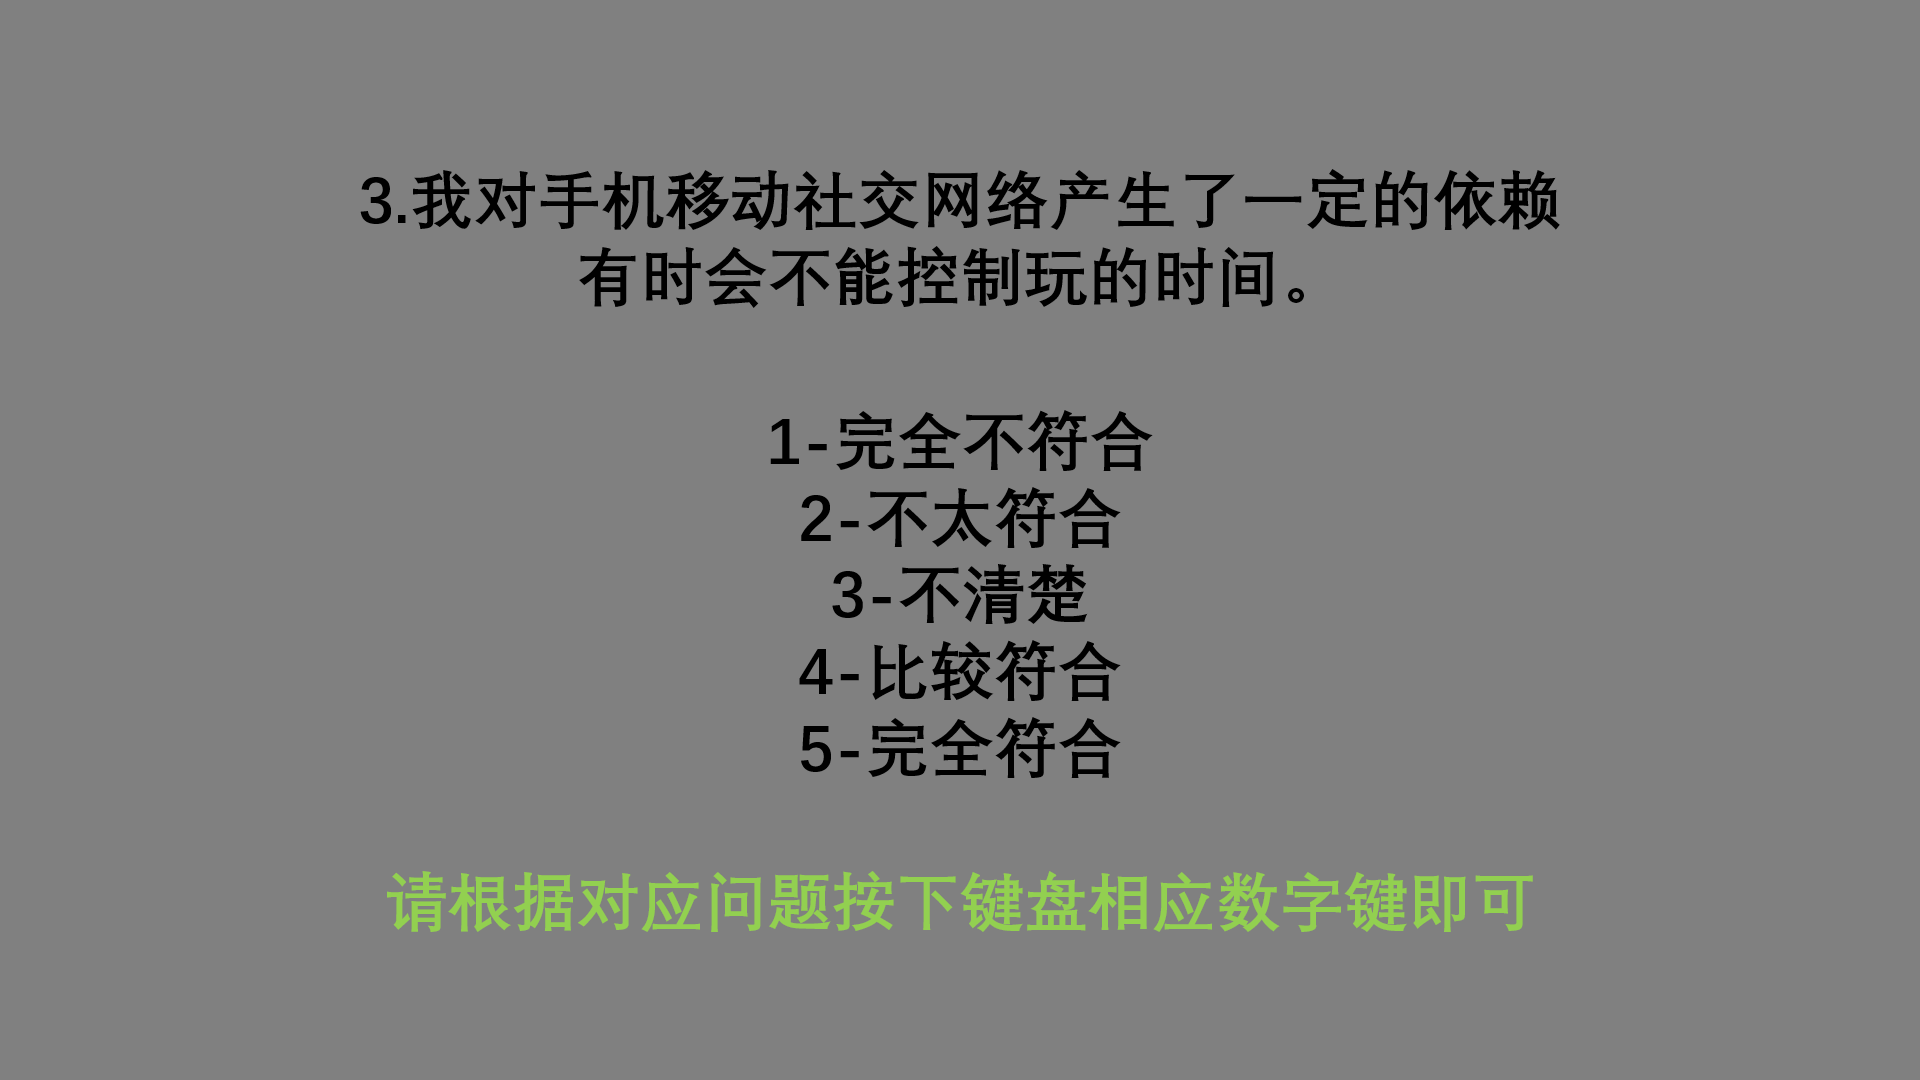 3.我对手机移动社交网络产生了一定的依赖
有时会不能控制玩的时间。
1-完全不符合
2-不太符合
3-不清楚
4-比较符合
5-完全符合
请根据对应问题按下键盘相应数字键即可